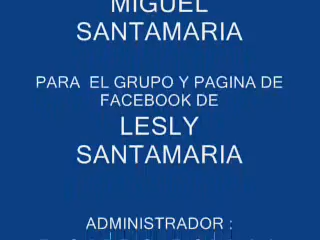 MIGUEL
SANTAMARIA
PARA EL GRUPO Y PAGINA DE
FACEBOOK DE
LESLY
SANTAMARIA
ADMINISTRADOR :